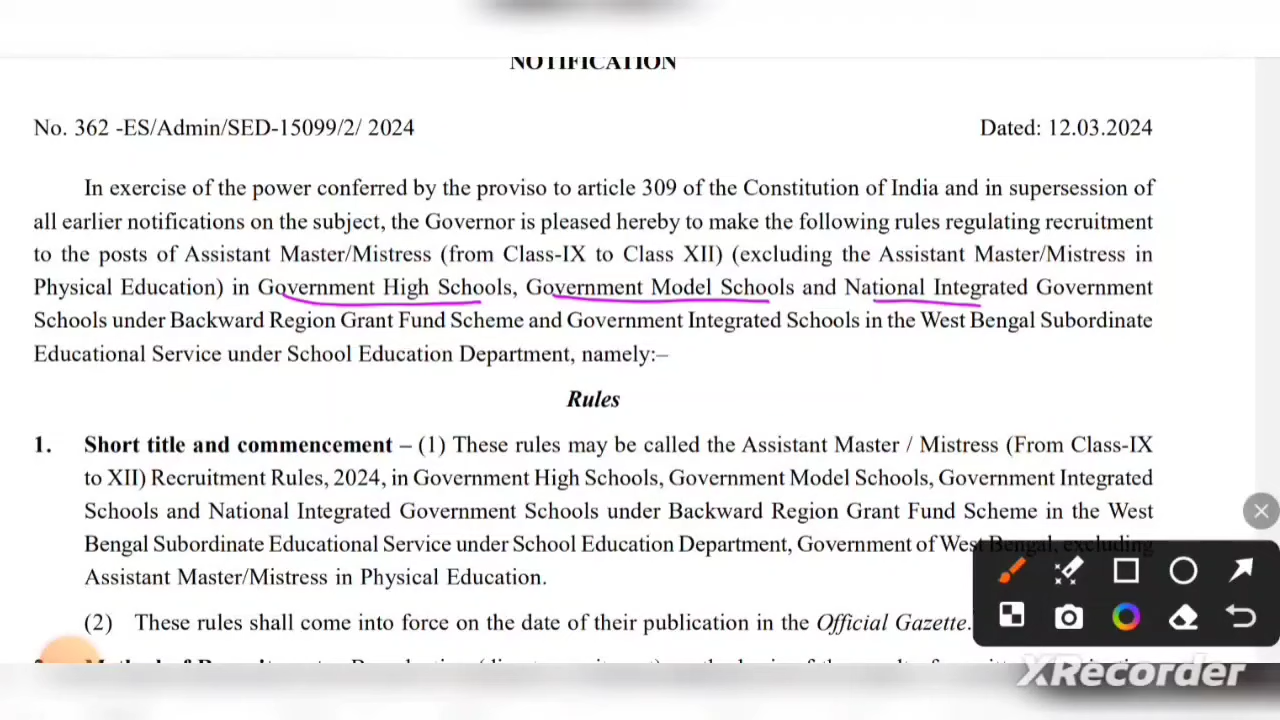 NOTIFICATION
No. 362 -ES/Admin/SED-15099/2/ 2024 Dated: 12.03.2024
In exercise of the power conferred by the proviso to article 309 of the Constitution of India and in supersession of
all earlier notifications on the subject, the Governor is pleased hereby to make the following rules regulating recruitment
to the posts of Assistant Master/Mistress (from Class-IX to Class XII) (excluding the Assistant Master/Mistress in
Physical Education) in Government High Schools, Government Model Schools and National Integrated Government
Schools under Backward Region Grant Fund Scheme and Government Integrated Schools in the West Bengal Subordinate
Educational Service under School Education Department, namely:–
Rules
1. Short title and commencement – (1) These rules may be called the Assistant Master / Mistress (From Class-IX
to XII) Recruitment Rules, 2024, in Government High Schools, Government Model Schools, Government Integrated
Schools and National Integrated Government Schools under Backward Region Grant Fund Scheme in the West
Bengal Subordinate Educational Service under School Education Department, Government of West Bengal, excluding
Assistant Master/Mistress in Physical Education.
(2) These rules shall come into force on the date of their publication in the Official Gazette.
XRecorder